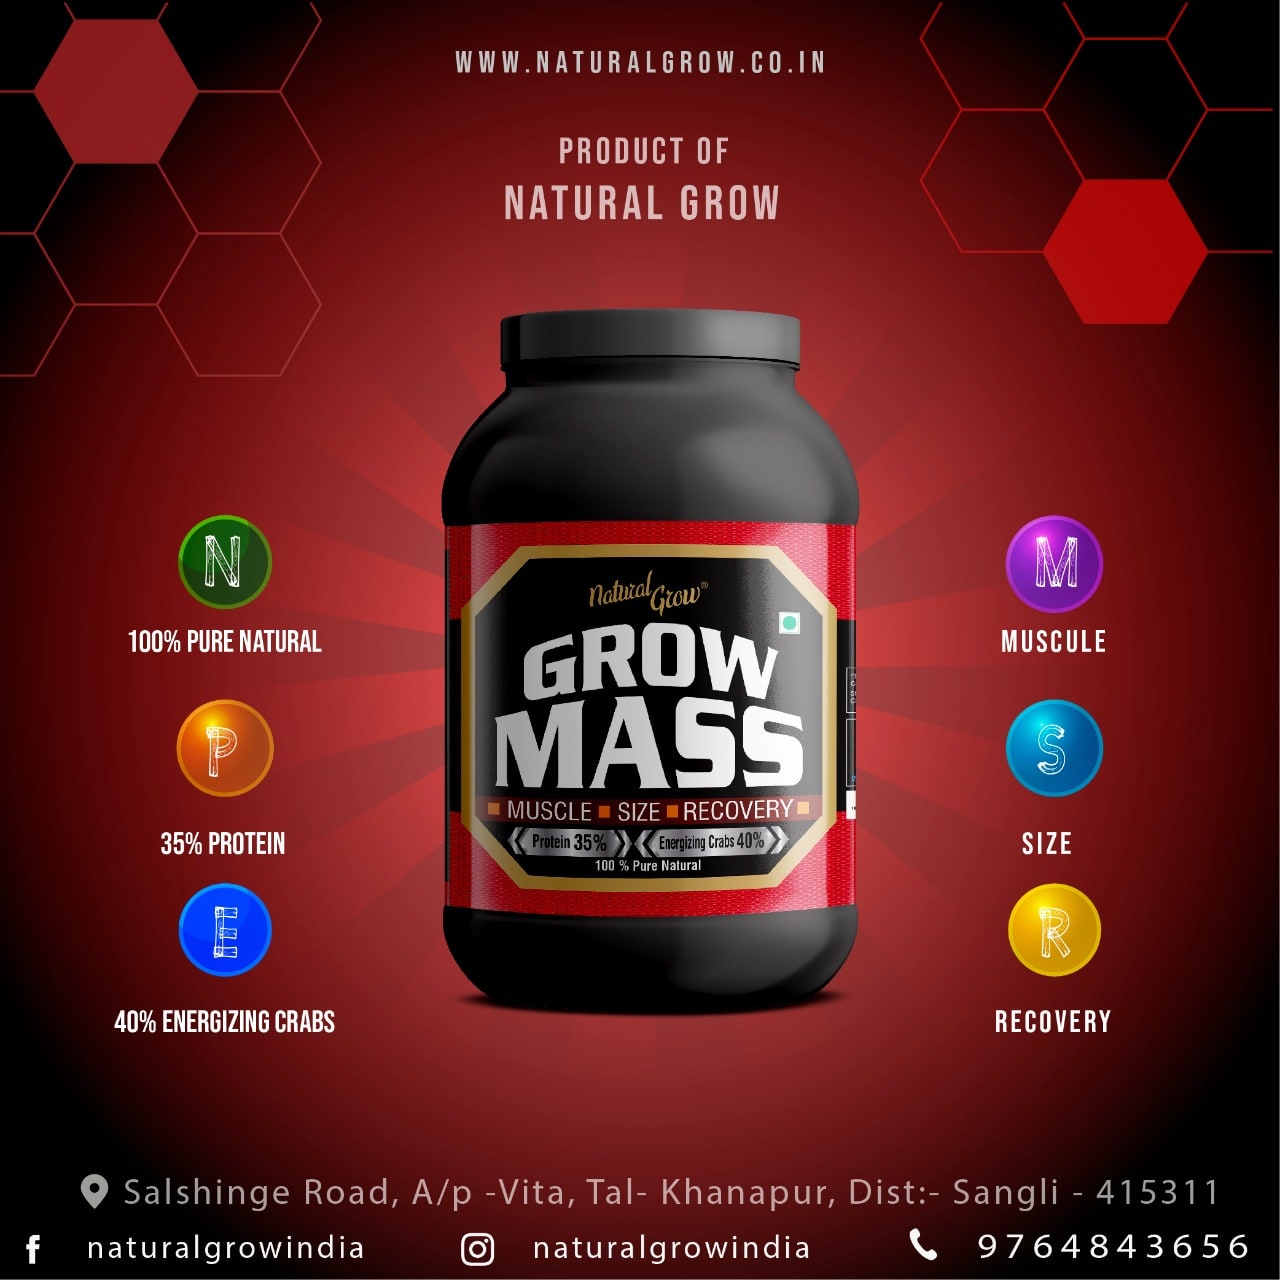 WWW.NATURALGROW.CO.IN
PRODUCT OF
NATURAL GROW
Natural Grow®
GROW
MASS
MUSCLE SIZE RECOVERY
Protein 35% Energizing Crabs 40%
100 % Pure Natural
N
100% PURE NATURAL
P
35% PROTEIN
E
40% ENERGIZING CRABS
M
MUSCULE
S
SIZE
R
RECOVERY
Salshinge Road, A/p -Vita, Tal- Khanapur, Dist:- Sangli - 415311
naturalgrowindia naturalgrowindia 9764843656